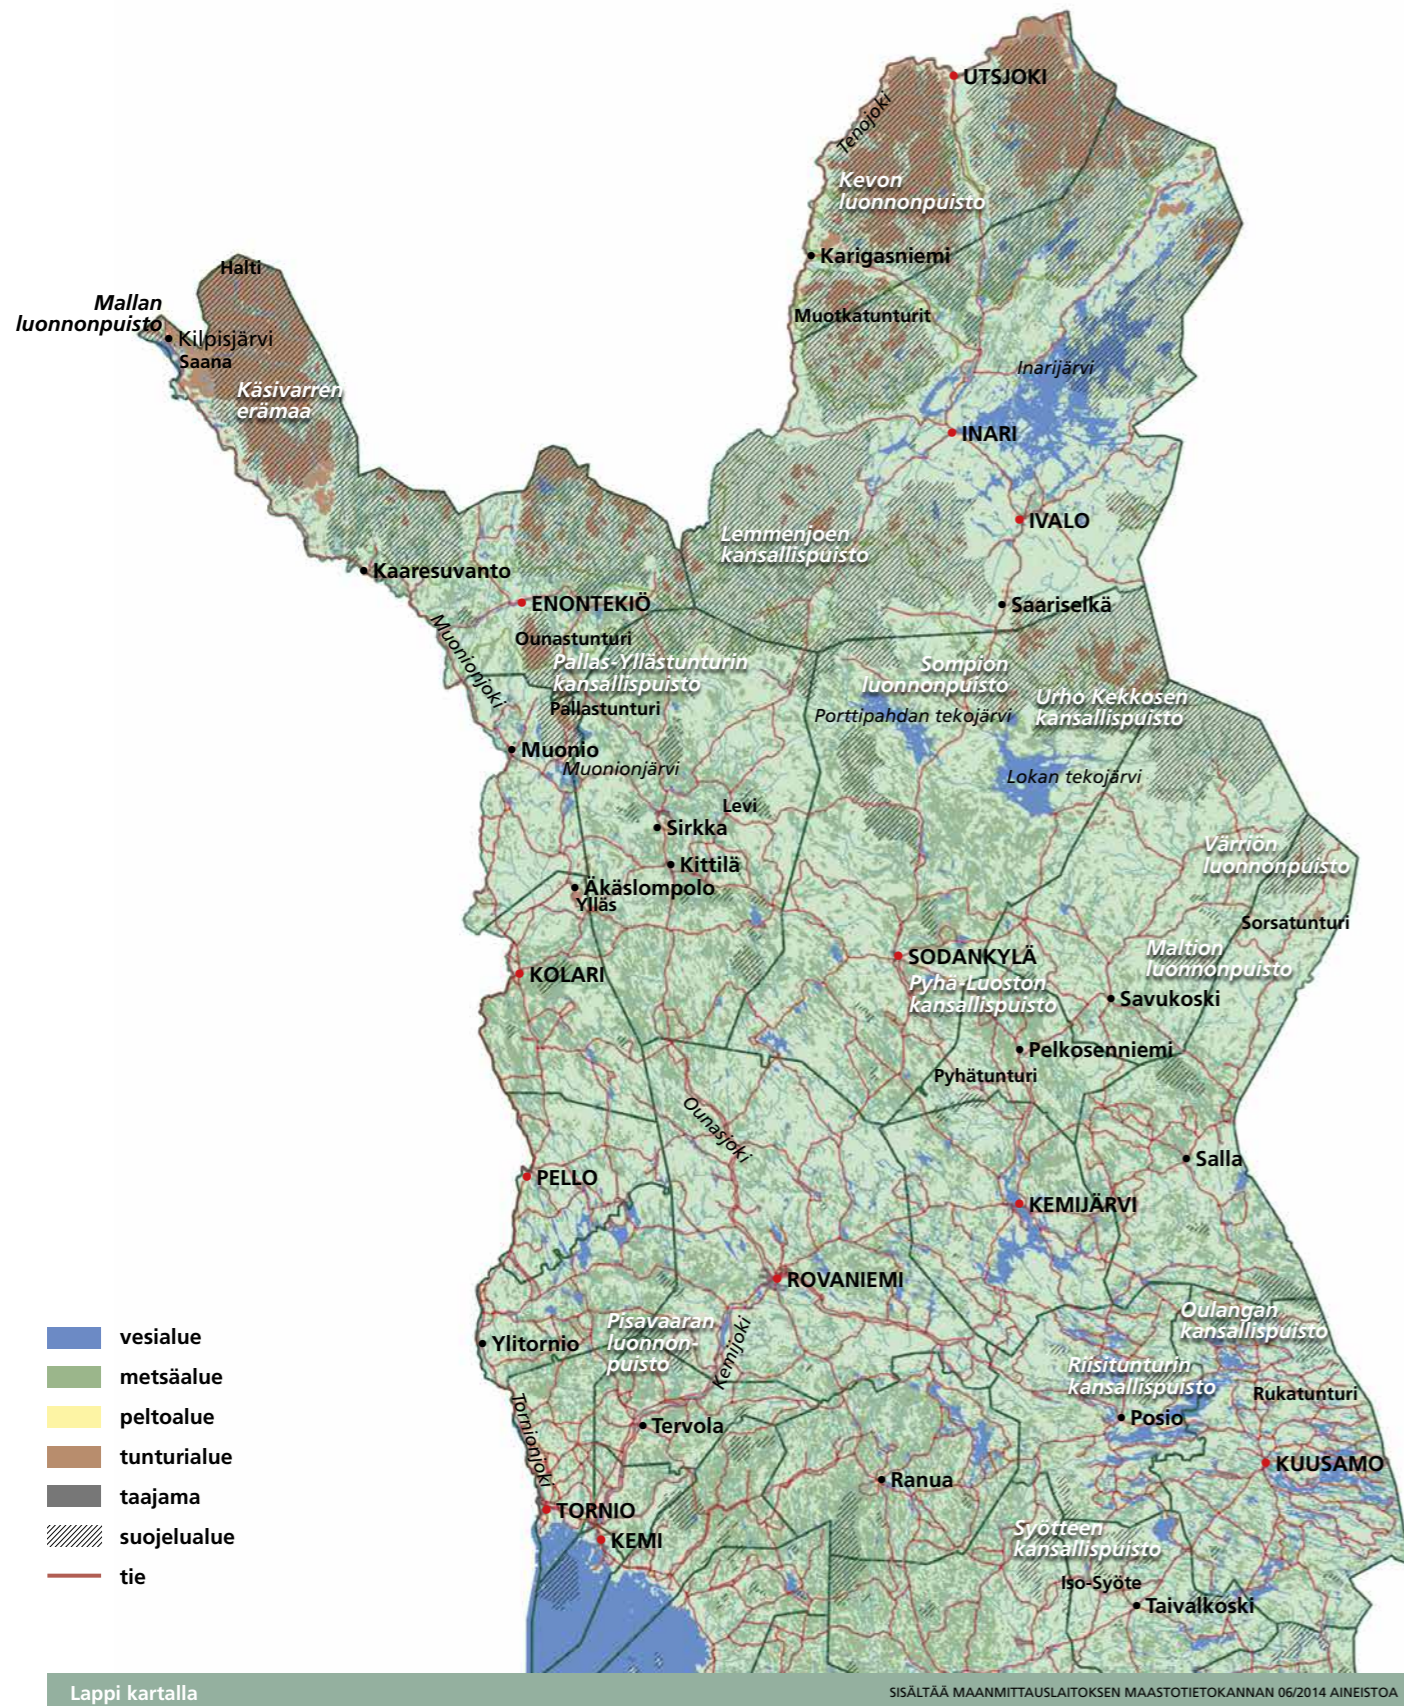 UTSJOKI
Tenojoki
Kevon
luonnonpuisto
Karigasniemi
Halti
Mallan
luonnonpuisto
Kilpisjärvi
Saana
Muotkatunturit
Inarijärvi
Käsivarren
erämaa
INARI
IVALO
Lemmenjoen
kansallispuisto
Kaaresuvanto
ENONTEKIÖ
Saariselkä
Muonionjoki
Ounastunturi
Pallas-Yllästunturin
kansallispuisto
Sompion
luonnonpuisto
Urho Kekkosen
kansallispuisto
Pallastunturi
Porttipahdan tekojärvi
Muonio
Muonionjärvi
Lokan tekojärvi
Levi
Sirkka
Värriön
luonnonpuisto
Kittilä
Äkäslompolo
Ylläs
Sorsatunturi
SODANKYLÄ
Maltion
luonnonpuisto
KOLARI
Pyhä-Luoston
kansallispuisto
Savukoski
Pelkosenniemi
Pyhätunturi
Ounasjoki
Salla
PELLO
KEMIJÄRVI
ROVANIEMI
Oulangan
kansallispuisto
Pisavaaran
luonnon-
puisto
Kemijoki
Ylitornio
Riisitunturin
kansallispuisto
Rukatunturi
Posio
Tornionjoki
Tervola
KUUSAMO
Ranua
TORNIO
KEMI
Syötteen
kansallispuisto
Iso-Syöte
Taivalkoski
vesialue
metsäalue
peltoalue
tunturialue
taajama
suojelualue
tie
Lappi kartalla
SISÄLTÄÄ MAANMITTAUSLAITOKSEN MAASTOTIETOKANNAN 06/2014 AINEISTOA